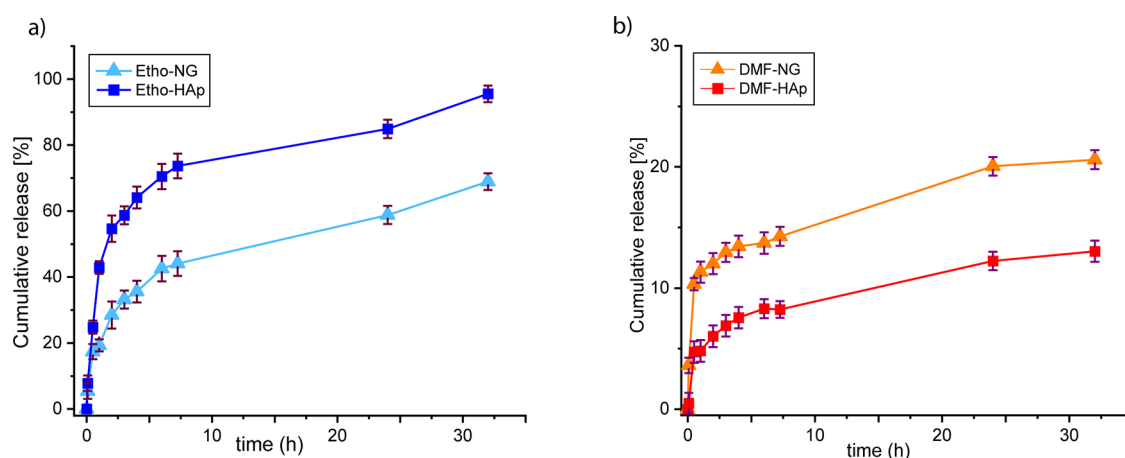 a)
Etho-NG
Etho-HAp
Cumulative release [%]
100
80
60
40
20
0
0 10 20 30
time (h)
b)
DMF-NG
DMF-HAp
Cumulative release [%]
30
20
10
0
0 10 20 30
time (h)